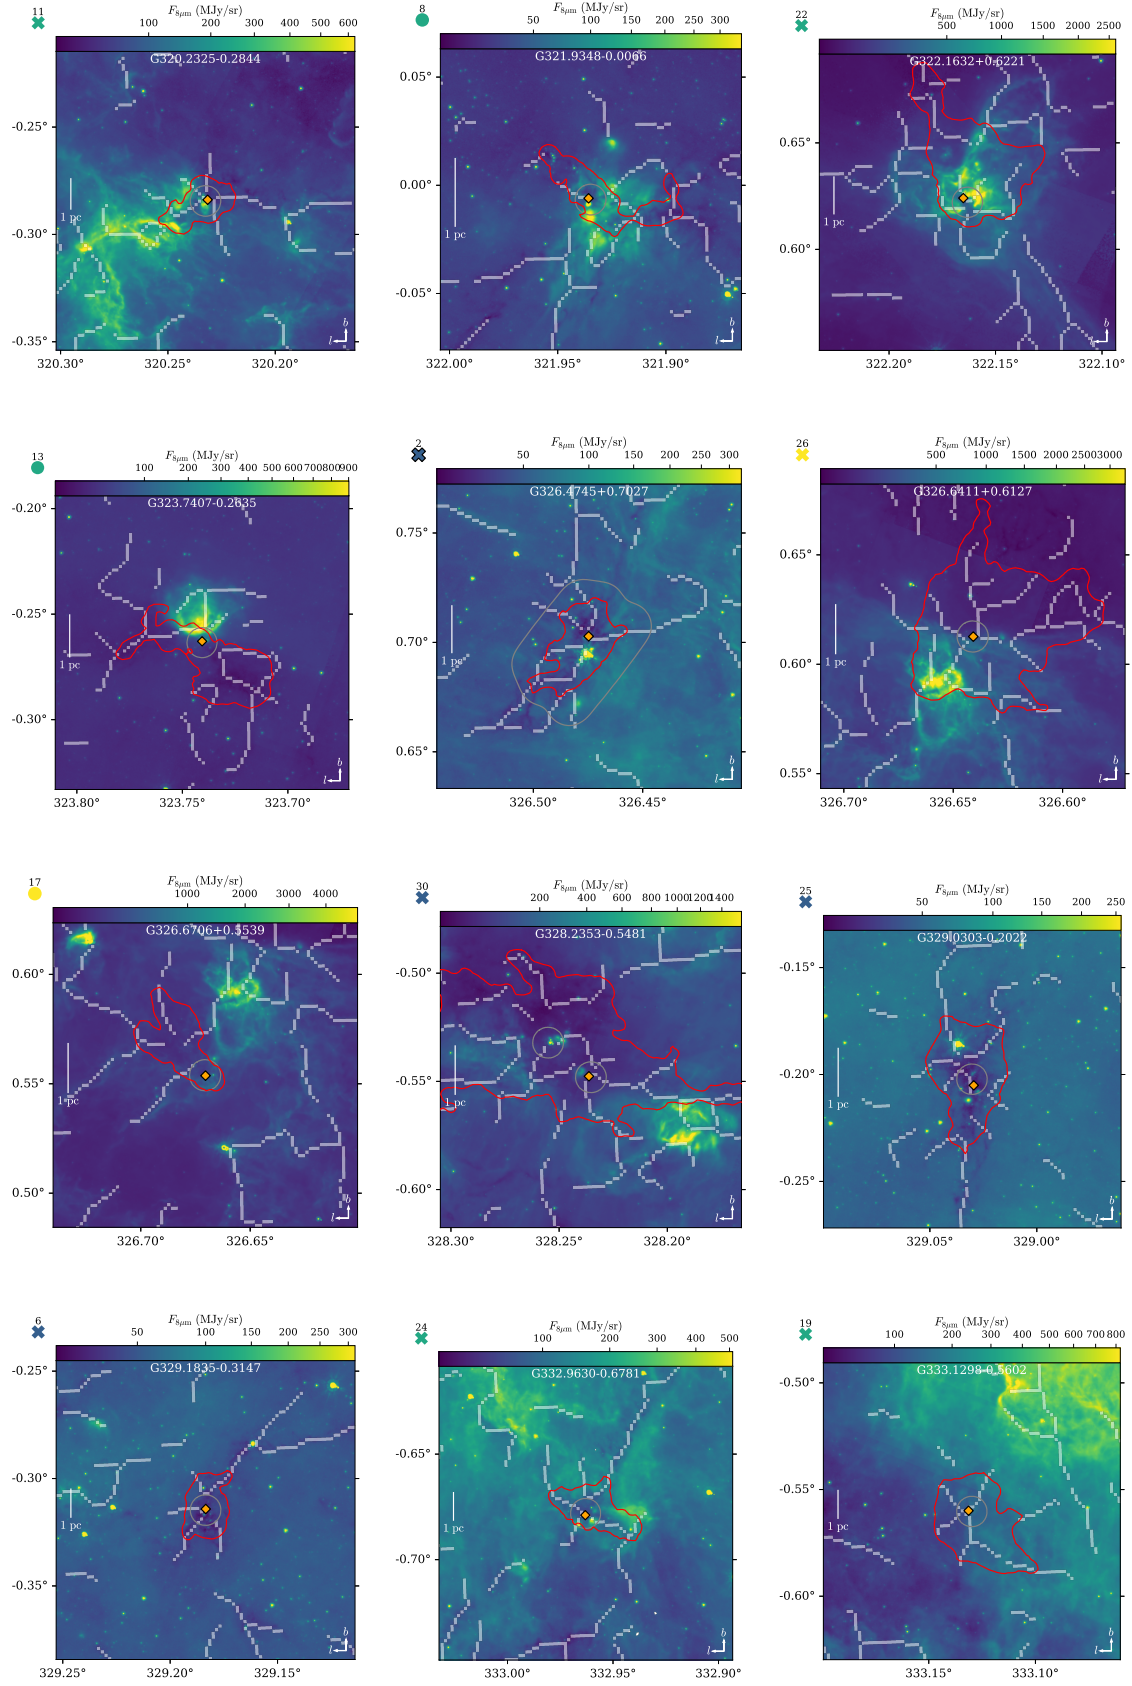 11
F8μm (MJy/sr)
100 200 300 400 500 600
G320.2325-0.2844
-0.25°
-0.30°
-0.35°
1 pc
b
l
320.30 320.25 320.20
8
F8μm (MJy/sr)
50 100 150 200 250 300
G321.9348-0.0066
0.05°
0.00°
-0.05°
1 pc
b
l
322.00 321.95 321.90
22
F8μm (MJy/sr)
500 1000 1500 2000 2500
G322.1632+0.6221
0.65°
0.60°
1 pc
b
l
322.20 322.15 322.10
13
F8μm (MJy/sr)
100 200 300 400 500 600 700 800 900
G323.7407-0.2635
-0.20°
-0.25°
-0.30°
1 pc
b
l
323.80 323.75 323.70
2
F8μm (MJy/sr)
50 100 150 200 250 300
G326.4745+0.7027
0.75°
0.70°
0.65°
1 pc
b
l
326.50 326.45
26
F8μm (MJy/sr)
500 1000 1500 2000 2500 3000
G326.6411+0.6127
0.65°
0.60°
0.55°
1 pc
b
l
326.70 326.65 326.60
17
F8μm (MJy/sr)
1000 2000 3000 4000
G326.6706+0.5539
0.60°
0.55°
0.50°
1 pc
b
l
326.70 326.65
30
F8μm (MJy/sr)
200 400 600 800 1000 1200 1400
G328.2353-0.5481
-0.50°
-0.55°
-0.60°
1 pc
b
l
328.30 328.25 328.20
25
F8μm (MJy/sr)
50 100 150 200 250
G329.0303-0.2022
-0.15°
-0.20°
-0.25°
1 pc
b
l
329.05 329.00
6
F8μm (MJy/sr)
50 100 150 200 250 300
G329.1835-0.3147
-0.25°
-0.30°
-0.35°
1 pc
b
l
329.25 329.20 329.15
24
F8μm (MJy/sr)
100 200 300 400 500
G332.9630-0.6781
-0.65°
-0.70°
1 pc
b
l
333.00 332.95 332.90
19
F8μm (MJy/sr)
100 200 300 400 500 600 700 800
G333.1298-0.5602
-0.50°
-0.55°
-0.60°
1 pc
b
l
333.15 333.10